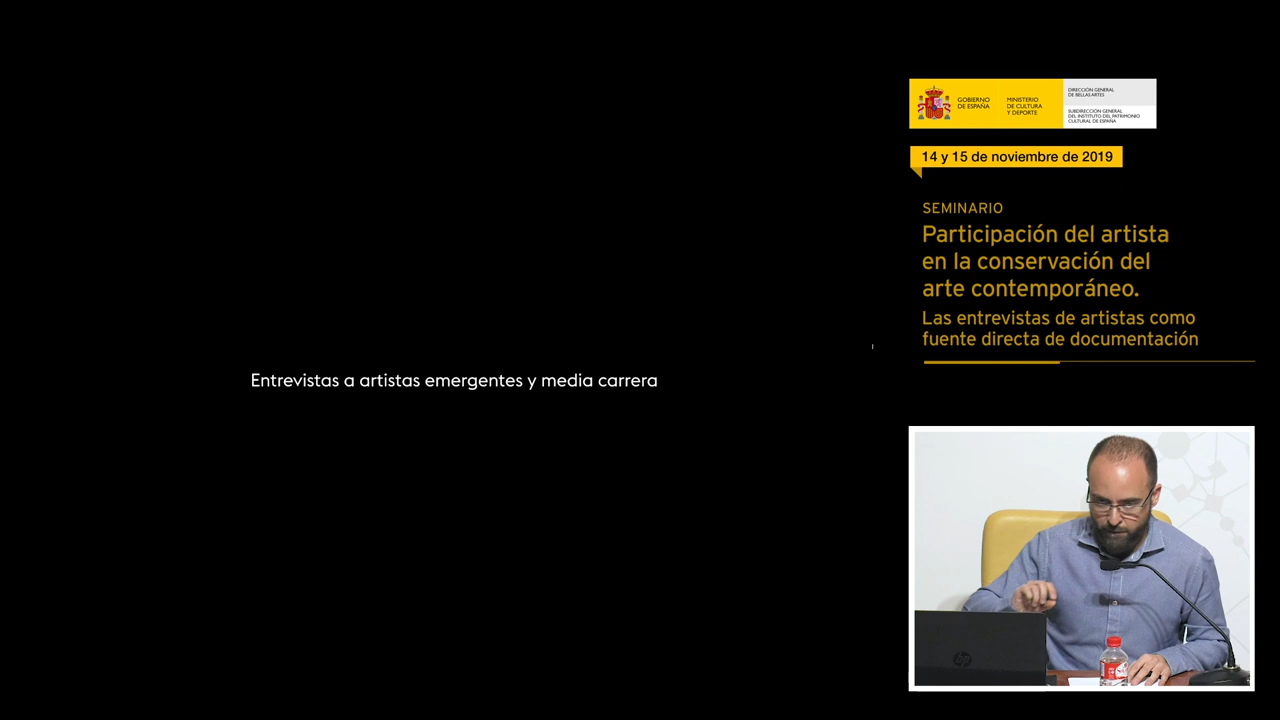 GOBIERNO
DE ESPAÑA
MINISTERIO
DE CULTURA
Y DEPORTE
DIRECCIÓN GENERAL
DE BELLAS ARTES
SUBDIRECCIÓN GENERAL
DEL INSTITUTO DEL PATRIMONIO
CULTURAL DE ESPAÑA
14 y 15 de noviembre de 2019
SEMINARIO
Participación del artista
en la conservación del
arte contemporáneo.
Las entrevistas de artistas como
fuente directa de documentación
Entrevistas a artistas emergentes y media carrera
hp